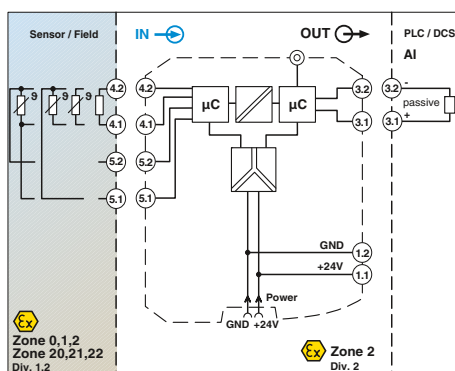 Sensor / Field
IN
OUT
PLC / DCS
AI
ϑ ϑ ϑ
4.2
4.2
µC
µC
3.2
3.2 -
passive
4.1
4.1
3.1
3.1 +
5.2
5.2
5.1
5.1
GND
1.2
+24V
1.1
Power
GND +24V
Ex
Zone 0,1,2
Zone 20,21,22
Div. 1,2
Ex
Zone 2
Div. 2